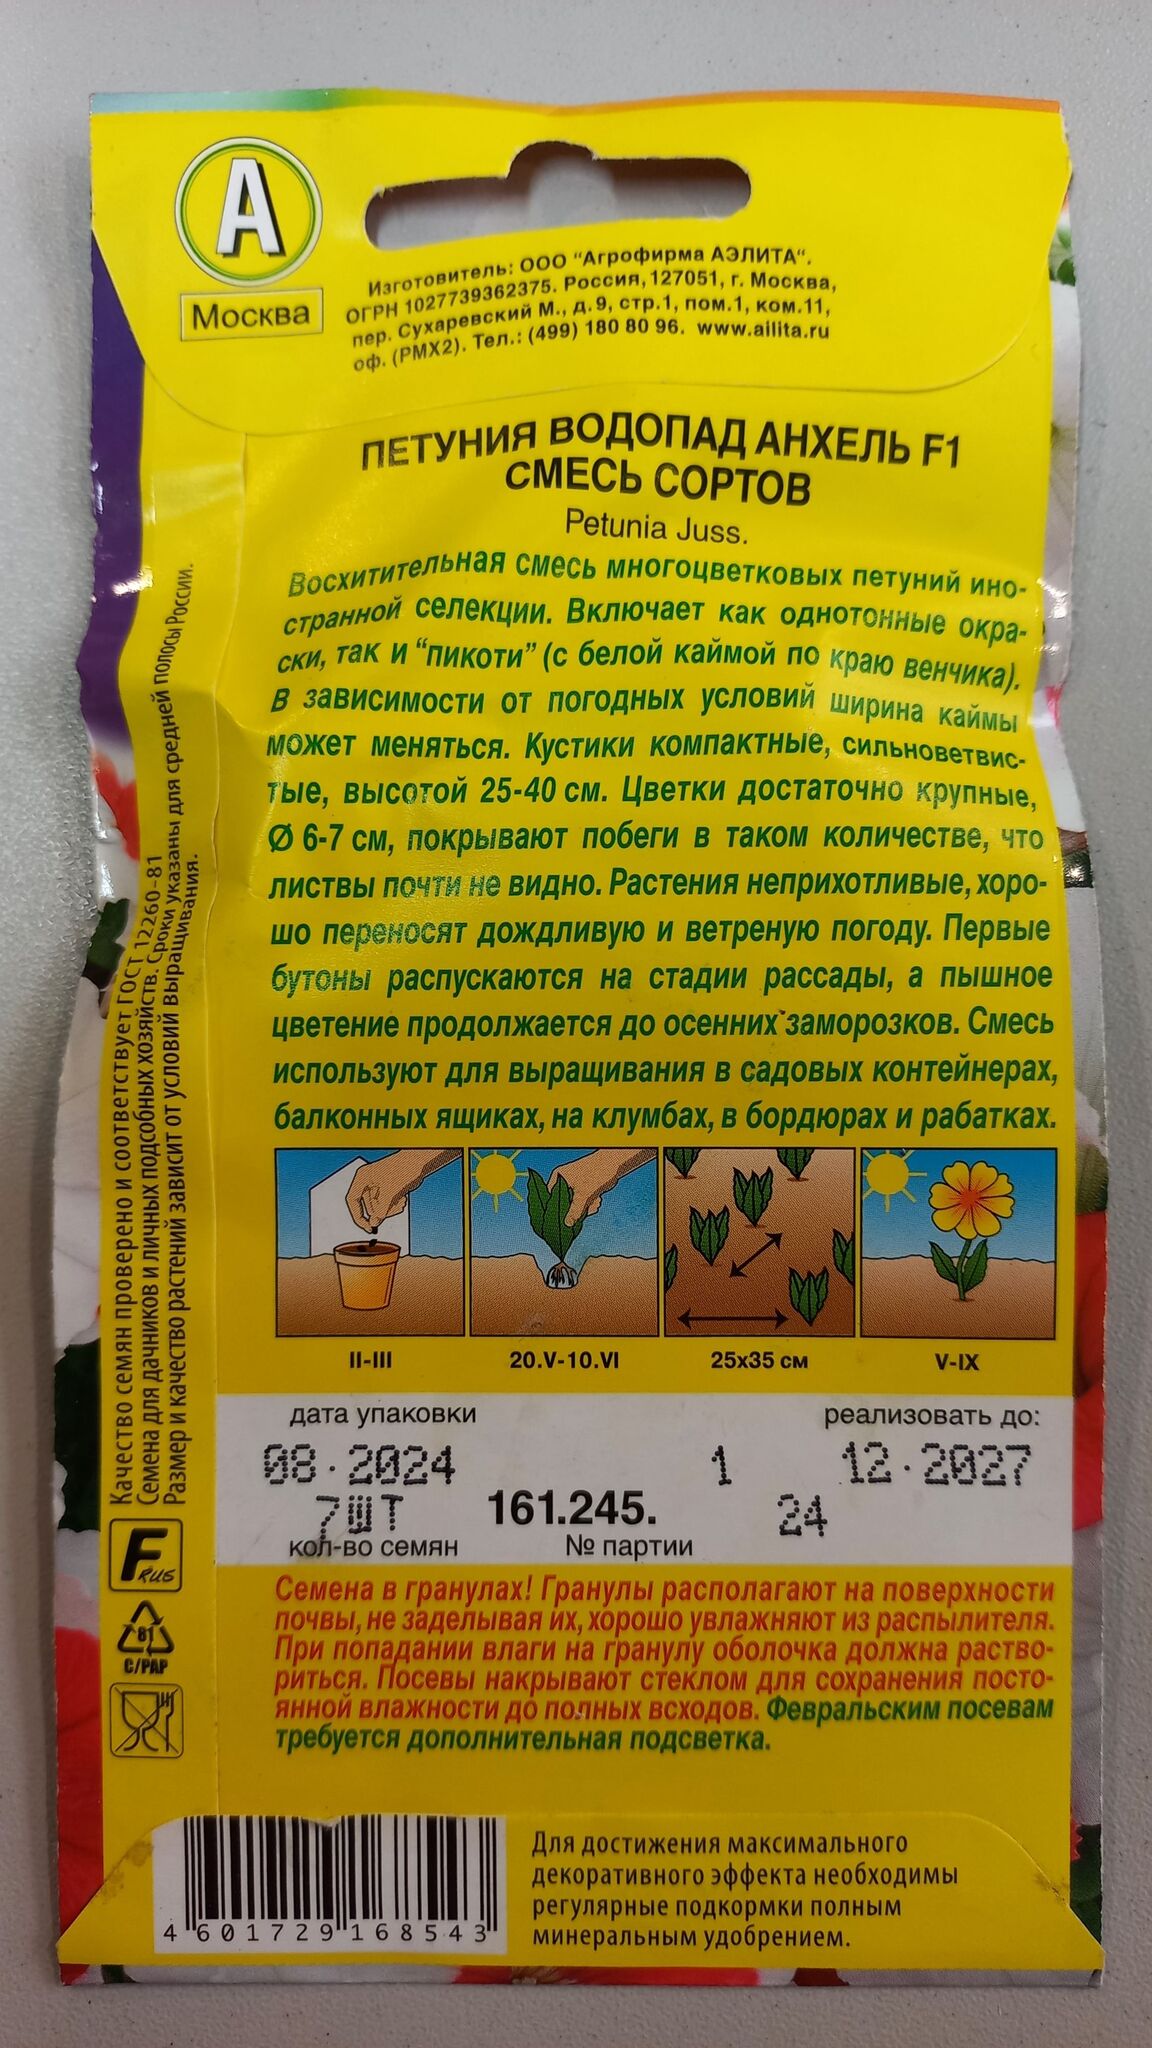 А
Москва
Изготовитель: ООО "Агрофирма АЭЛИТА".
ОГРН 1027739362375. Россия, 127051, г. Москва,
пер. Сухаревский М., д.9, стр.1, пом.1, ком.11,
оф. (РМХ2). Тел.: (499) 180 80 96. www.ailita.ru
ПЕТУНИЯ ВОДОПАД АНХЕЛЬ F1
СМЕСЬ СОРТОВ
Petunia Juss.
Восхитительная смесь многоцветковых петуний ино-
странной селекции. Включает как однотонные окра-
ски, так и "пикоти" (с белой каймой по краю венчика).
В зависимости от погодных условий ширина каймы
может меняться. Кустики компактные, сильноветвис-
тые, высотой 25-40 см. Цветки достаточно крупные,
Ø 6-7 см, покрывают побеги в таком количестве, что
листвы почти не видно. Растения неприхотливые, хоро-
шо переносят дождливую и ветреную погоду. Первые
бутоны распускаются на стадии рассады, а пышное
цветение продолжается до осенних заморозков. Смесь
используют для выращивания в садовых контейнерах,
балконных ящиках, на клумбах, в бордюрах и рабатках.
II-III 20.V-10.VI 25x35 см V-IX
дата упаковки реализовать до:
08.2024 1 12.2027
7ШТ 161.245. 24
кол-во семян № партии
Семена в гранулах! Гранулы располагают на поверхности
почвы, не заделывая их, хорошо увлажняют из распылителя.
При попадании влаги на гранулу оболочка должна раство-
риться. Посевы накрывают стеклом для сохранения посто-
янной влажности до полных всходов. Февральским посевам
требуется дополнительная подсветка.
Для достижения максимального
декоративного эффекта необходимы
регулярные подкормки полным
минеральным удобрением.
4 601729 168543
Качество семян проверено и соответствует ГОСТ 12260-81
Семена для дачников и личных подсобных хозяйств. Сроки указаны для средней полосы России.
Размер и качество растений зависит от условий выращивания.
F RUS
81
C/PAP